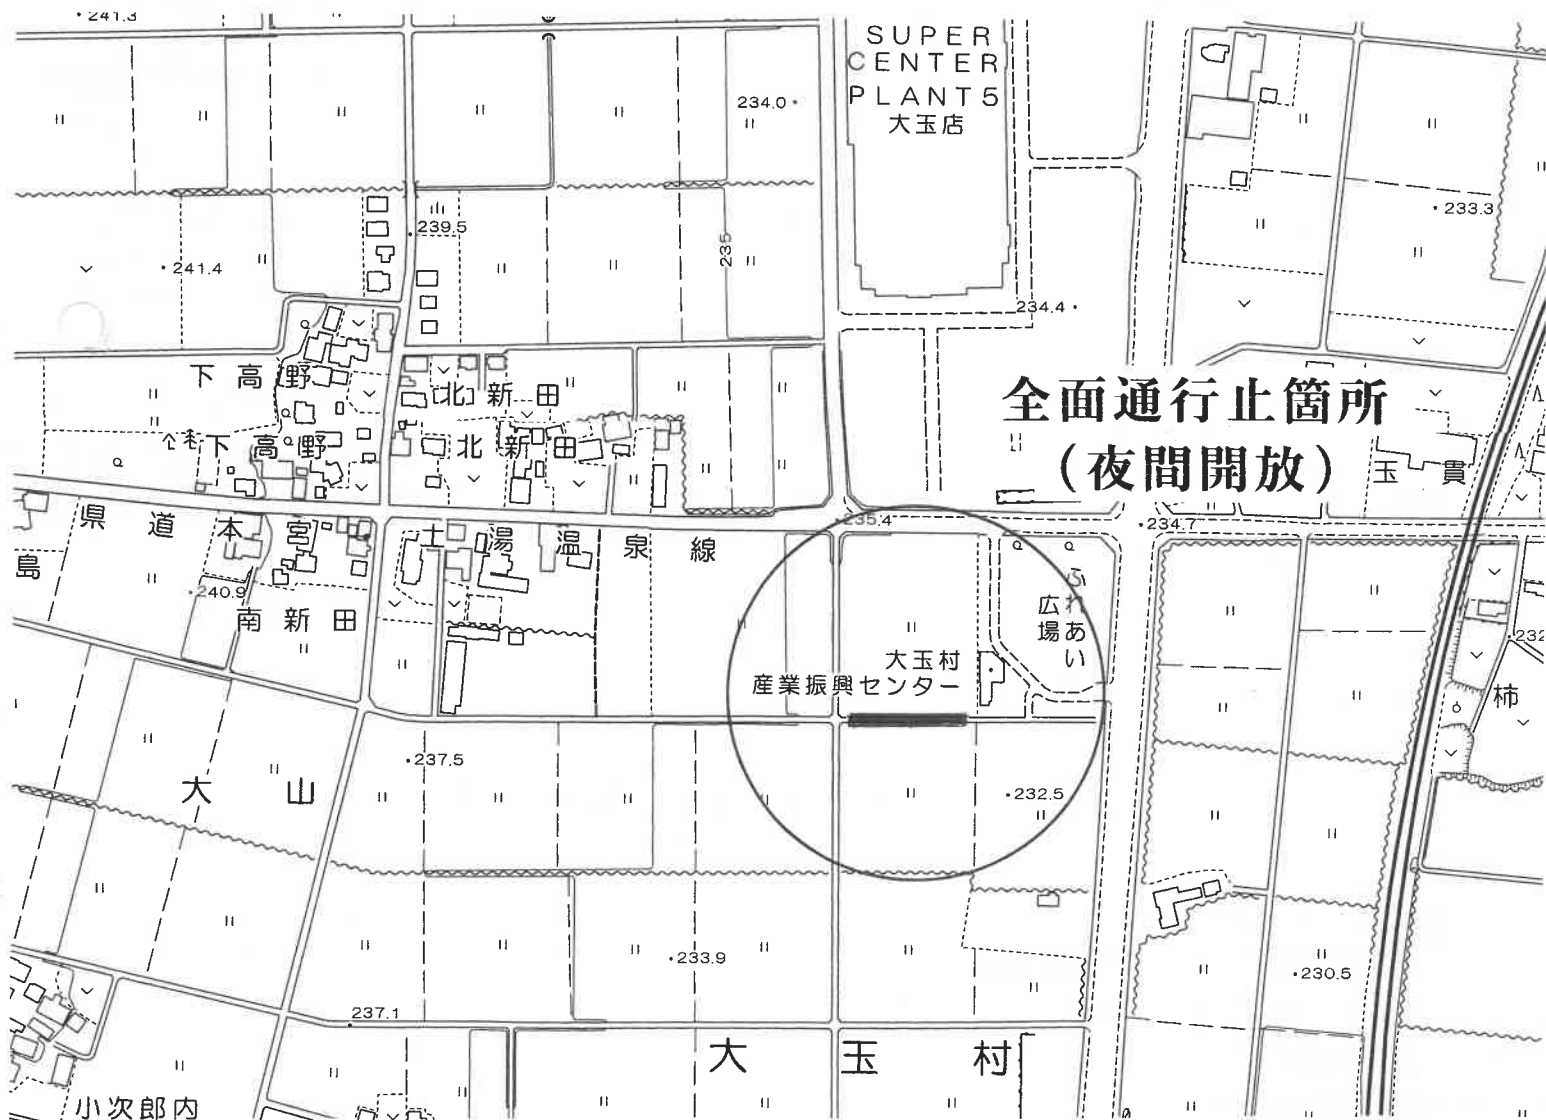 241.3
SUPER
CENTER
PLANT5
大玉店
234.0
233.3
239.5
235
241.4
234.4
下高野
北新田
全面通行止箇所
（夜間開放）
下高野
北新田
玉貫
県道本宮土湯温泉線
235.4
234.7
島
240.9
南新田
ふれあい
広場
大玉村
産業振興センター
232
柿
237.5
大山
232.5
233.9
230.5
237.1
大玉村
小次郎内